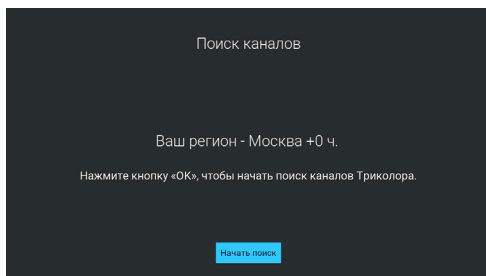 Поиск каналов
Ваш регион - Москва +0 ч.
Нажмите кнопку «ОК», чтобы начать поиск каналов Триколора.
Начать поиск